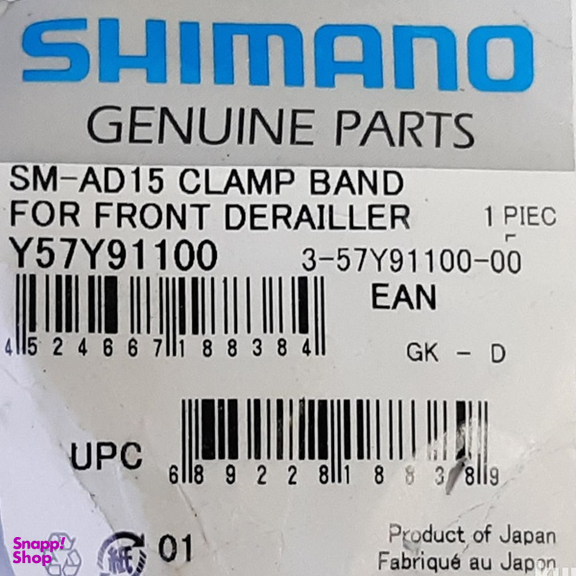 SHIMANO
GENUINE PARTS
SM-AD15 CLAMP BAND
FOR FRONT DERAILLER 1 PIEC
Y57Y91100 3-57Y91100-00
EAN
4524667188384
GK - D
UPC
689228188389
Snapp!
Shop
紙 01
Product of Japan
Fabriqué au Japon